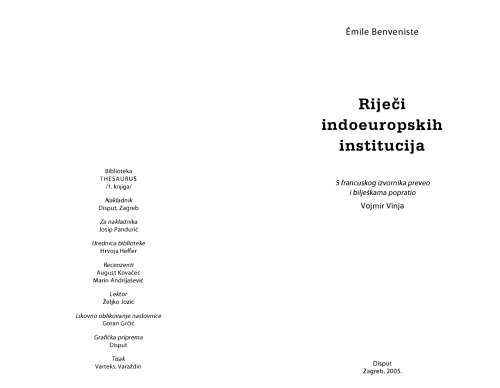 Biblioteka
THESAURUS
/1. knjiga/
Nakladnik
Disput, Zagreb
Za nakladnika
Josip Pandurić
Urednica biblioteke
Hrvoja Heffer
Recenzenti
August Kovačec
Marin Andrijašević
Lektor
Željko Jozić
Likovno oblikovanje naslovnice
Goran Grčić
Grafička priprema
Disput
Tisak
Varteks, Varaždin
Émile Benveniste
Riječi
indoeuropskih
institucija
S francuskog izvornika preveo
i bilješkama popratio
Vojmir Vinja
Disput
Zagreb, 2005.